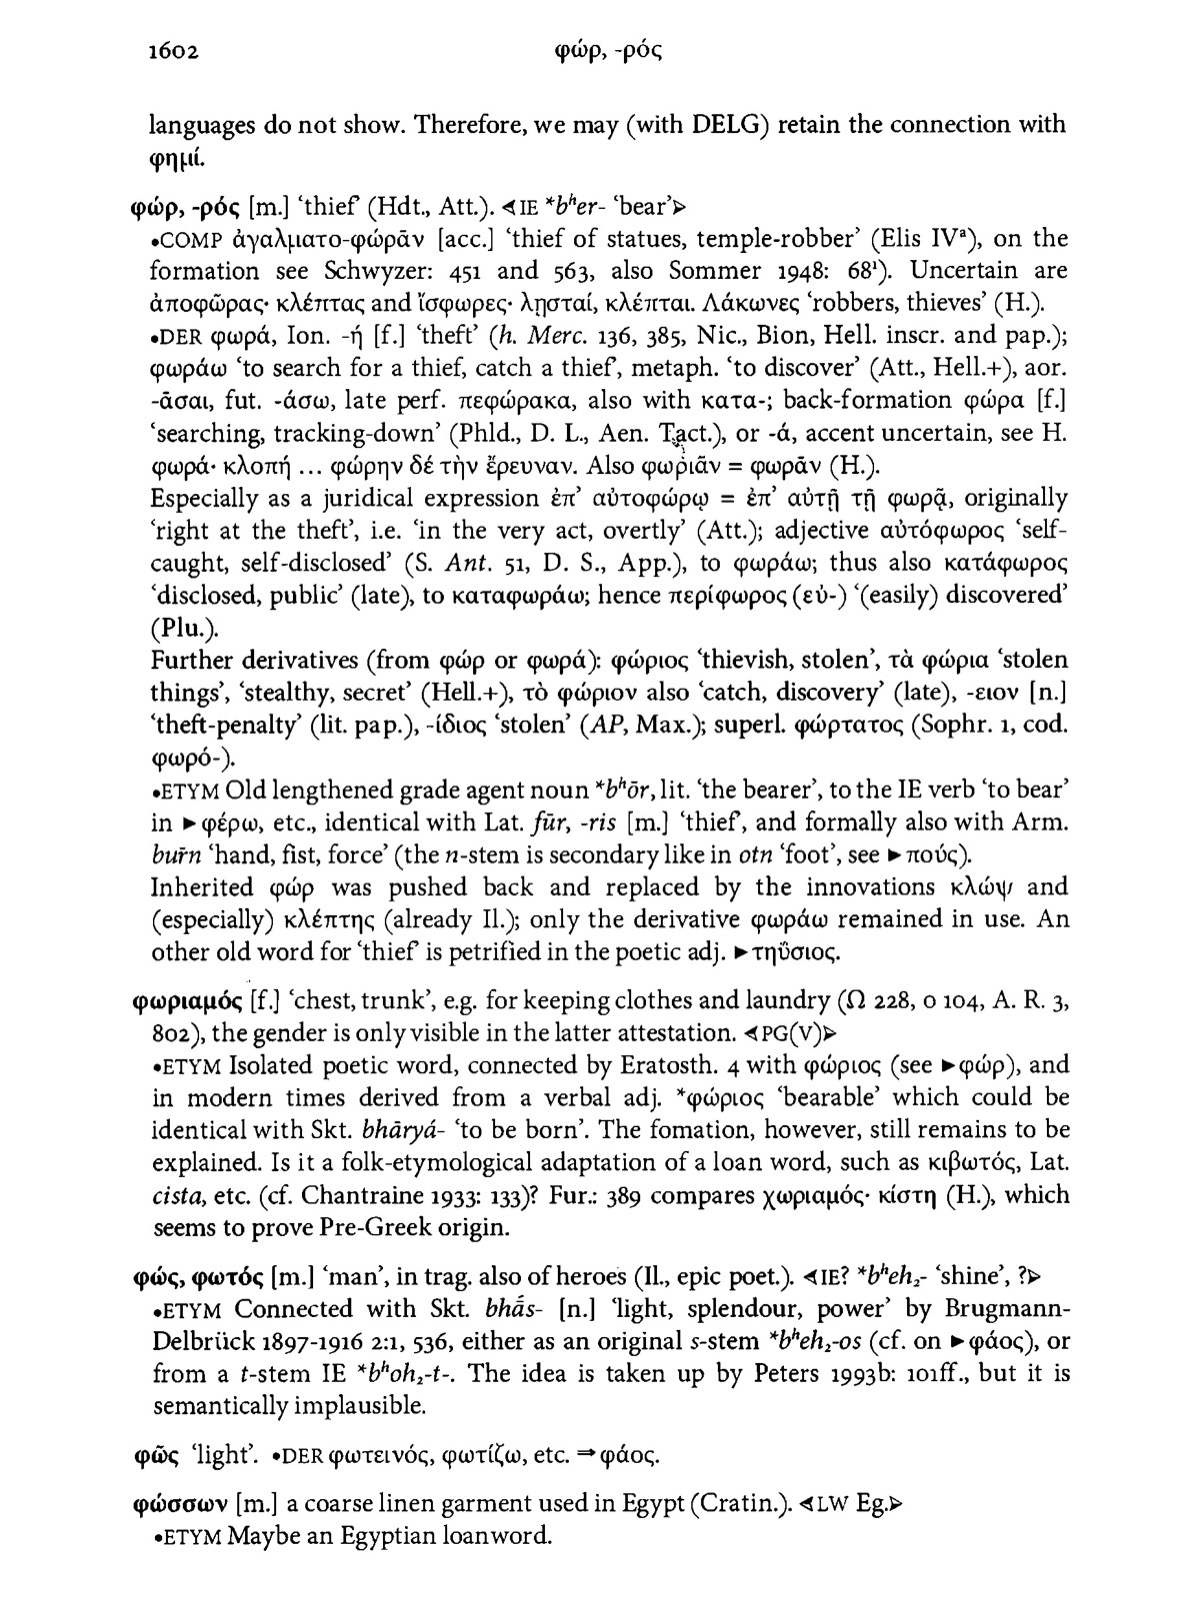 1602 φώρ, -ρός
languages do not show. Therefore, we may (with DELG) retain the connection with
φημί.
φώρ, -ρός [m.] ‘thief’ (Hdt., Att.). ⊲IE *bʰer- ‘bear’⊳
•COMP ἀγαλματο-φώρᾱν [acc.] ‘thief of statues, temple-robber’ (Elis IVᵃ), on the
formation see Schwyzer: 451 and 563, also Sommer 1948: 68¹). Uncertain are
ἀποφῶρας· κλέπτας and ἴσφωρες· λῃσταί, κλέπται. Λάκωνες ‘robbers, thieves’ (H.).
•DER φωρά, Ion. -ή [f.] ‘theft’ (h. Merc. 136, 385, Nic., Bion, Hell. inscr. and pap.);
φωράω ‘to search for a thief, catch a thief’, metaph. ‘to discover’ (Att., Hell.+), aor.
-ᾶσαι, fut. -άσω, late perf. πεφώρακα, also with κατα-; back-formation φώρα [f.]
‘searching, tracking-down’ (Phld., D. L., Aen. Tact.), or -ά, accent uncertain, see H.
φωρά· κλοπή ... φώρην δέ τὴν ἔρευναν. Also φωριᾶν = φωρᾶν (H.).
Especially as a juridical expression ἐπ’ αὐτοφώρῳ = ἐπ’ αὐτῇ τῇ φωρᾷ, originally
‘right at the theft’, i.e. ‘in the very act, overtly’ (Att.); adjective αὐτόφωρος ‘self-
caught, self-disclosed’ (S. Ant. 51, D. S., App.), to φωράω; thus also κατάφωρος
‘disclosed, public’ (late), to καταφωράω; hence περίφωρος (εὐ-) ‘(easily) discovered’
(Plu.).
Further derivatives (from φώρ or φωρά): φώριος ‘thievish, stolen’, τὰ φώρια ‘stolen
things’, ‘stealthy, secret’ (Hell.+), τὸ φώριον also ‘catch, discovery’ (late), -ειον [n.]
‘theft-penalty’ (lit. pap.), -ίδιος ‘stolen’ (AP, Max.); superl. φώρτατος (Sophr. 1, cod.
φωρό-).
•ETYM Old lengthened grade agent noun *bʰōr, lit. ‘the bearer’, to the IE verb ‘to bear’
in ►φέρω, etc., identical with Lat. fūr, -ris [m.] ‘thief’, and formally also with Arm.
buṙn ‘hand, fist, force’ (the n-stem is secondary like in otn ‘foot’, see ►πούς).
Inherited φώρ was pushed back and replaced by the innovations κλώψ and
(especially) κλέπτης (already Il.); only the derivative φωράω remained in use. An
other old word for ‘thief’ is petrified in the poetic adj. ►τηΰσιος.
φωριαμός [f.] ‘chest, trunk’, e.g. for keeping clothes and laundry (Ω 228, ο 104, A. R. 3,
802), the gender is only visible in the latter attestation. ⊲PG(V)⊳
•ETYM Isolated poetic word, connected by Eratosth. 4 with φώριος (see ►φώρ), and
in modern times derived from a verbal adj. *φώριος ‘bearable’ which could be
identical with Skt. bhāryá- ‘to be born’. The fomation, however, still remains to be
explained. Is it a folk-etymological adaptation of a loan word, such as κιβωτός, Lat.
cista, etc. (cf. Chantraine 1933: 133)? Fur.: 389 compares χωριαμός· κίστη (H.), which
seems to prove Pre-Greek origin.
φώς, φωτός [m.] ‘man’, in trag. also of heroes (Il., epic poet.). ⊲IE? *bʰeh₂- ‘shine’, ?⊳
•ETYM Connected with Skt. bhā́s- [n.] ‘light, splendour, power’ by Brugmann-
Delbrück 1897-1916 2:1, 536, either as an original s-stem *bʰeh₂-os (cf. on ►φάος), or
from a t-stem IE *bʰoh₂-t-. The idea is taken up by Peters 1993b: 101ff., but it is
semantically implausible.
φῶς ‘light’. •DER φωτεινός, φωτίζω, etc. ⇒φάος.
φώσσων [m.] a coarse linen garment used in Egypt (Cratin.). ⊲LW Eg.⊳
•ETYM Maybe an Egyptian loanword.